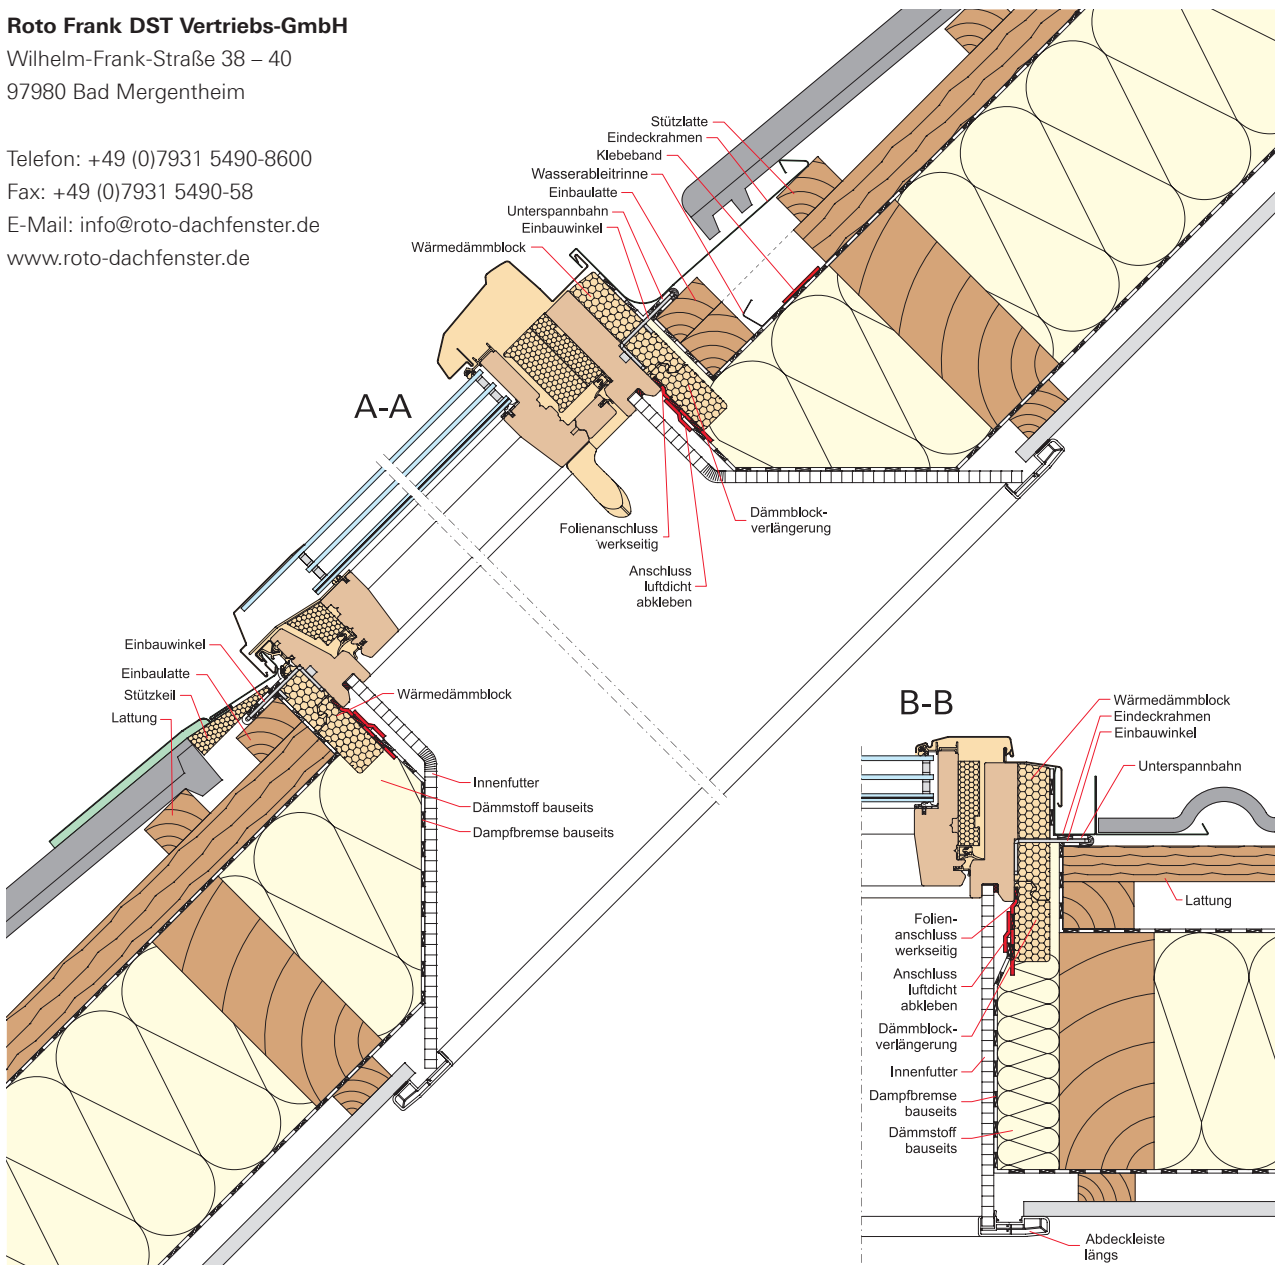 Roto Frank DST Vertriebs-GmbH
Wilhelm-Frank-Straße 38 – 40
97980 Bad Mergentheim
Telefon: +49 (0)7931 5490-8600
Fax: +49 (0)7931 5490-58
E-Mail: info@roto-dachfenster.de
www.roto-dachfenster.de
Stützlatte
Eindeckrahmen
Klebeband
Wasserableitrinne
Einbaulatte
Unterspannbahn
Einbauwinkel
Wärmedämmblock
A-A
Dämmblock-
verlängerung
Folienanschluss
werkseitig
Anschluss
luftdicht
abkleben
Einbauwinkel
Einbaulatte
Stützkeil
Lattung
Wärmedämmblock
Innenfutter
Dämmstoff bauseits
Dampfbremse bauseits
B-B
Wärmedämmblock
Eindeckrahmen
Einbauwinkel
Unterspannbahn
Lattung
Folien-
anschluss
werkseitig
Anschluss
luftdicht
abkleben
Dämmblock-
verlängerung
Innenfutter
Dampfbremse
bauseits
Dämmstoff
bauseits
Abdeckleiste
längs